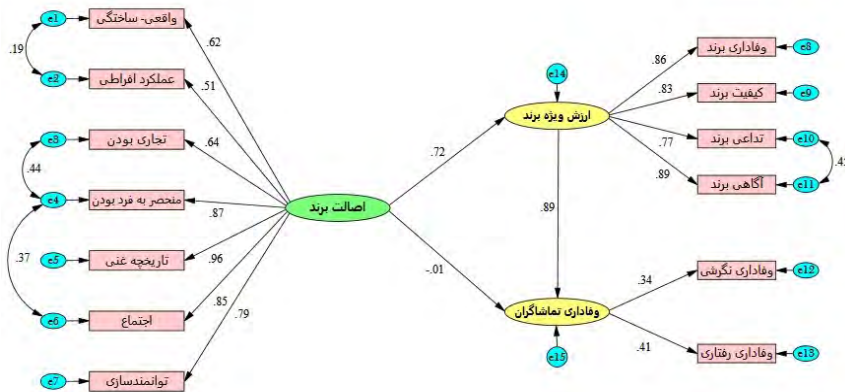 e1
واقعی- ساختگی
.62
.19
e2
عملکرد افراطی
.51
e3
تجاری بودن
.64
.44
e4
منحصر به فرد بودن
.87
.37
e5
تاریخچه غنی
.96
e6
اجتماع
.85
e7
توانمندسازی
.79
اصالت برند
.72
-.01
e14
ارزش ویژه برند
.89
وفاداری تماشاگران
e15
.86
وفاداری برند
e8
.83
کیفیت برند
e9
.77
تداعی برند
e10
.89
آگاهی برند
e11
.34
وفاداری نگرشی
e12
.41
وفاداری رفتاری
e13